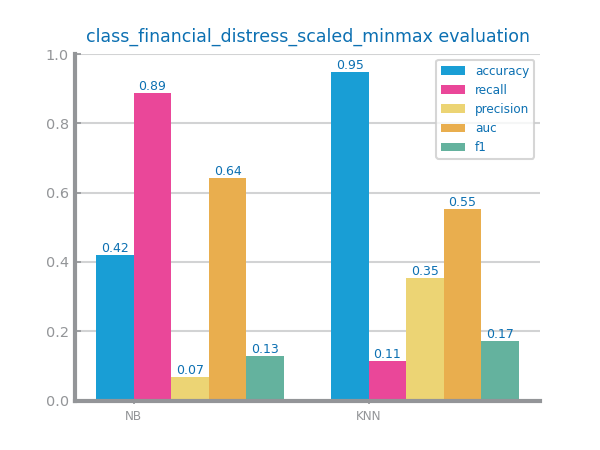 class_financial_distress_scaled_minmax evaluation
1.0
0.8
0.6
0.4
0.2
0.0
0.42
0.89
0.07
0.64
0.13
0.95
0.11
0.35
0.55
0.17
accuracy
recall
precision
auc
f1
NB
KNN